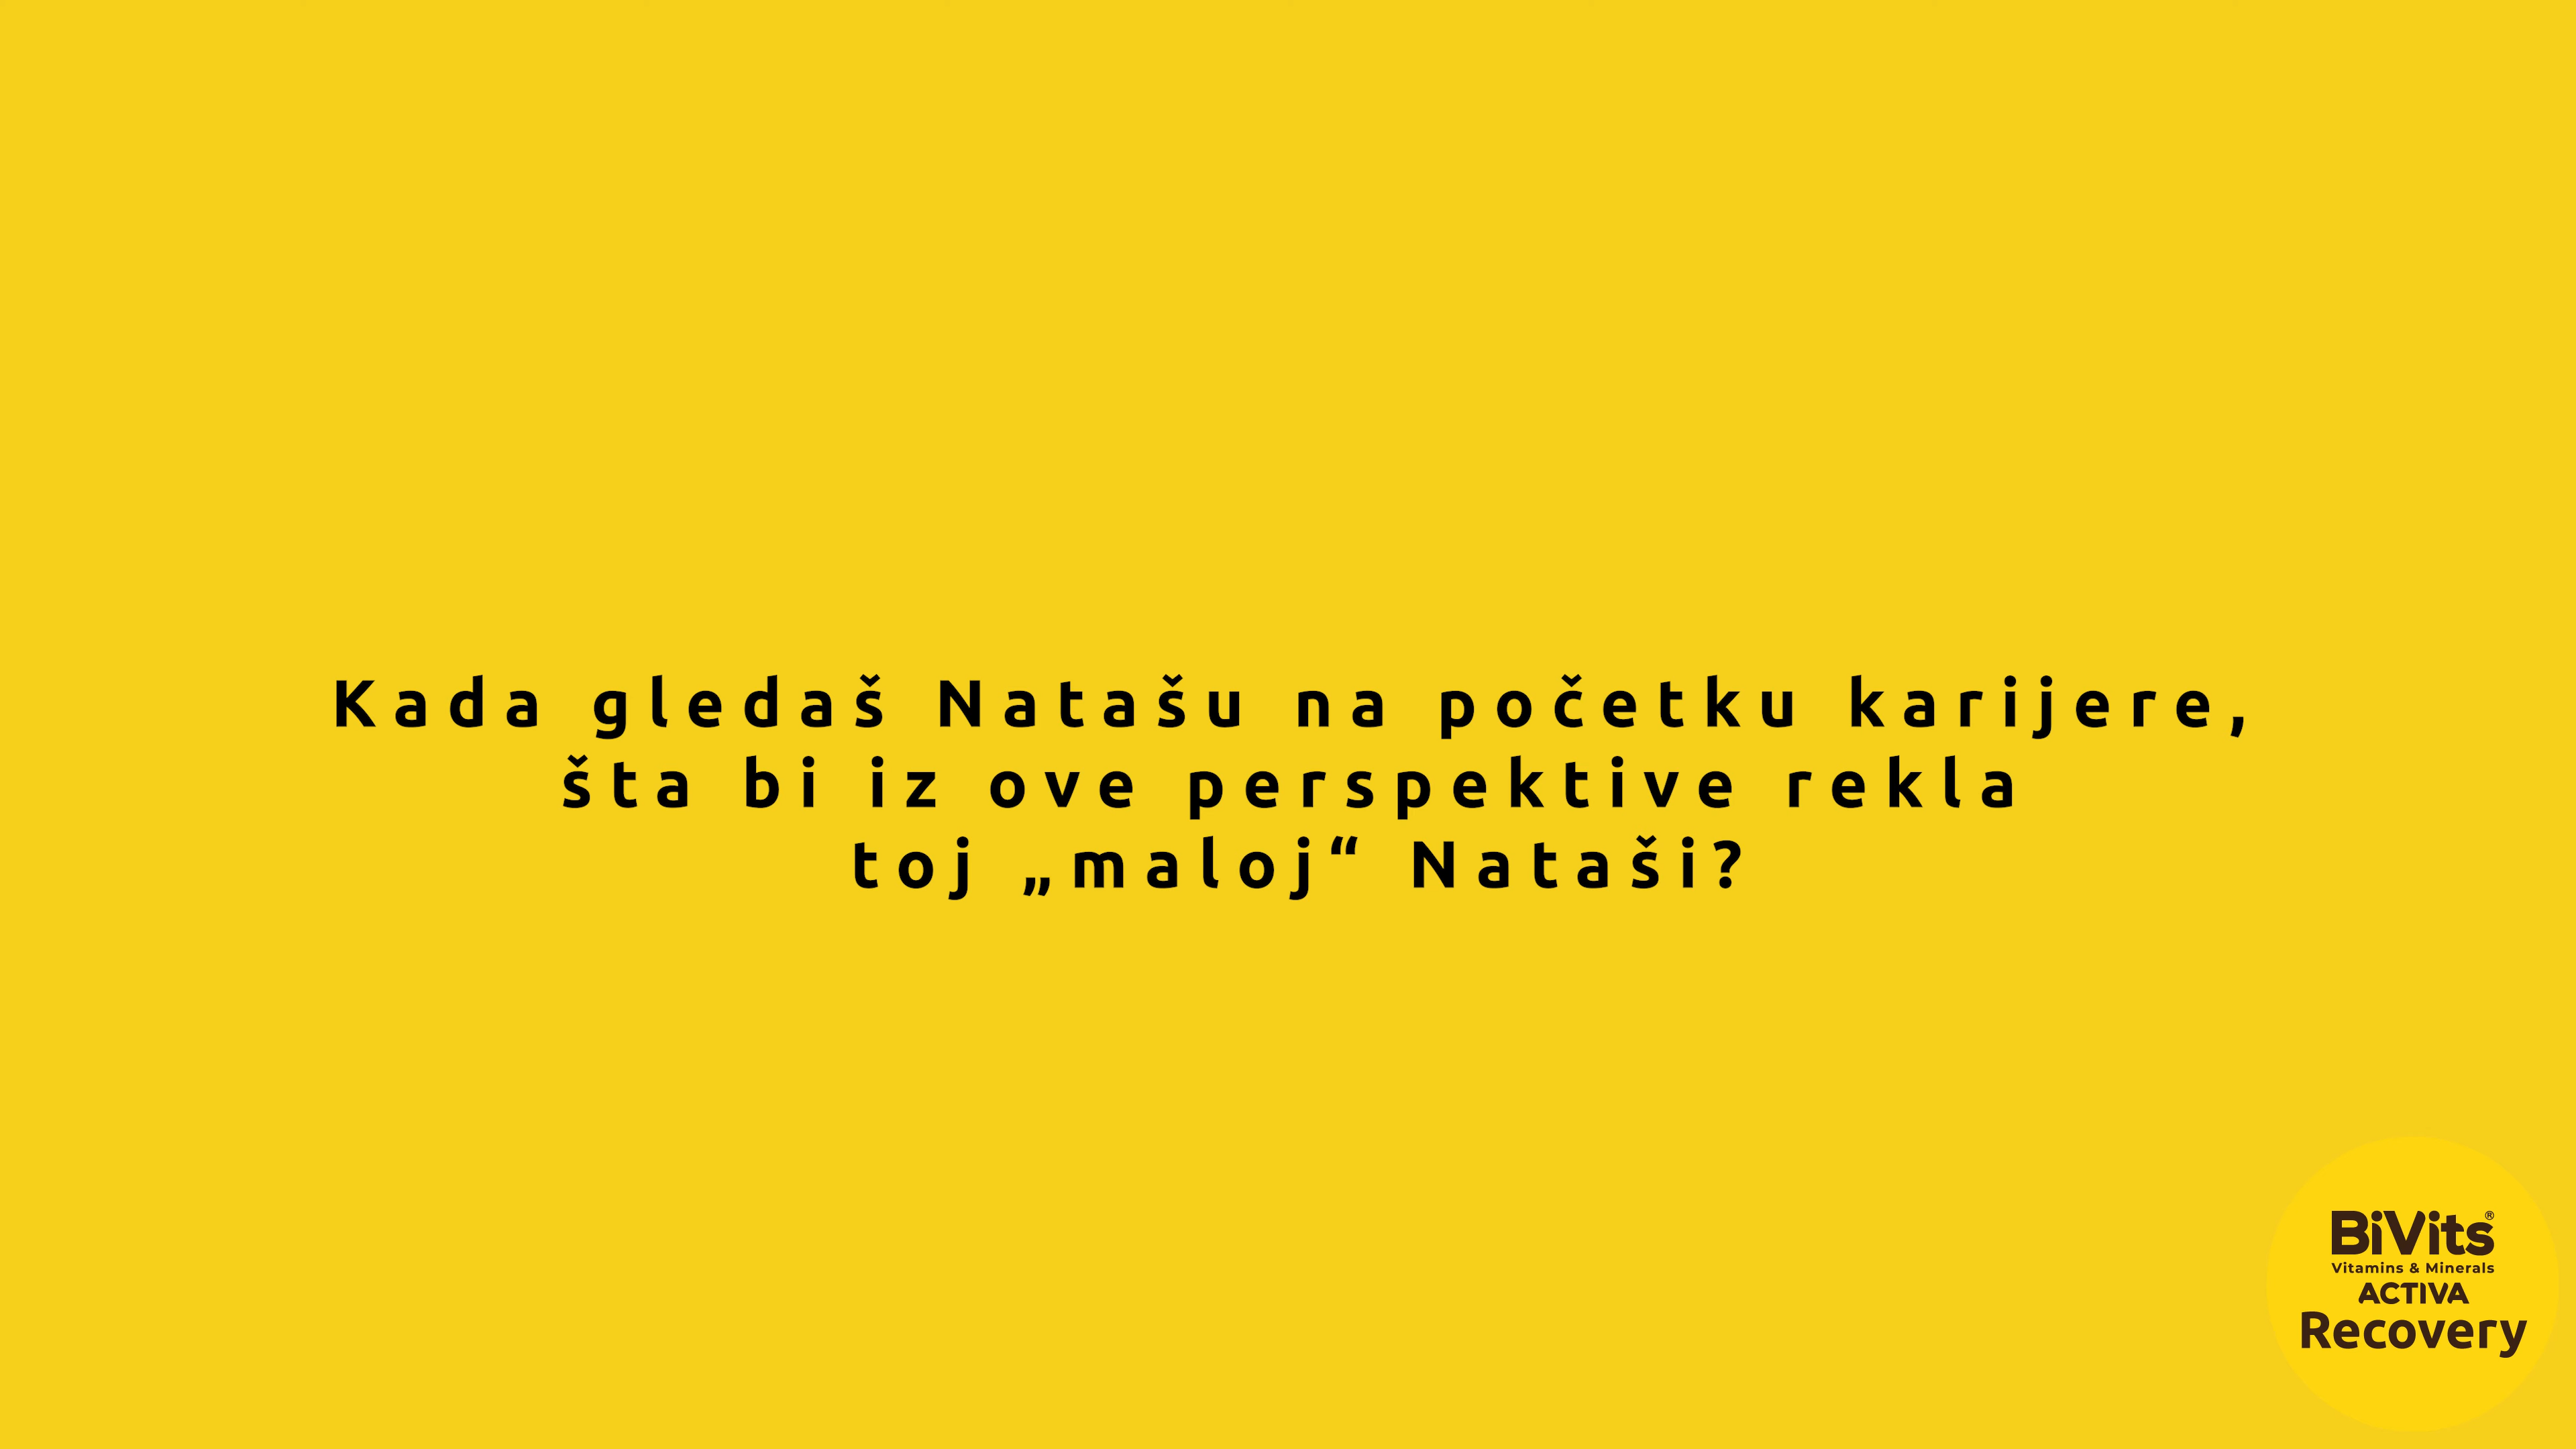 Kada gledaš Natašu na početku karijere,
šta bi iz ove perspektive rekla
toj „maloj“ Nataši?
BiVits®
Vitamins & Minerals
ACTIVA
Recovery